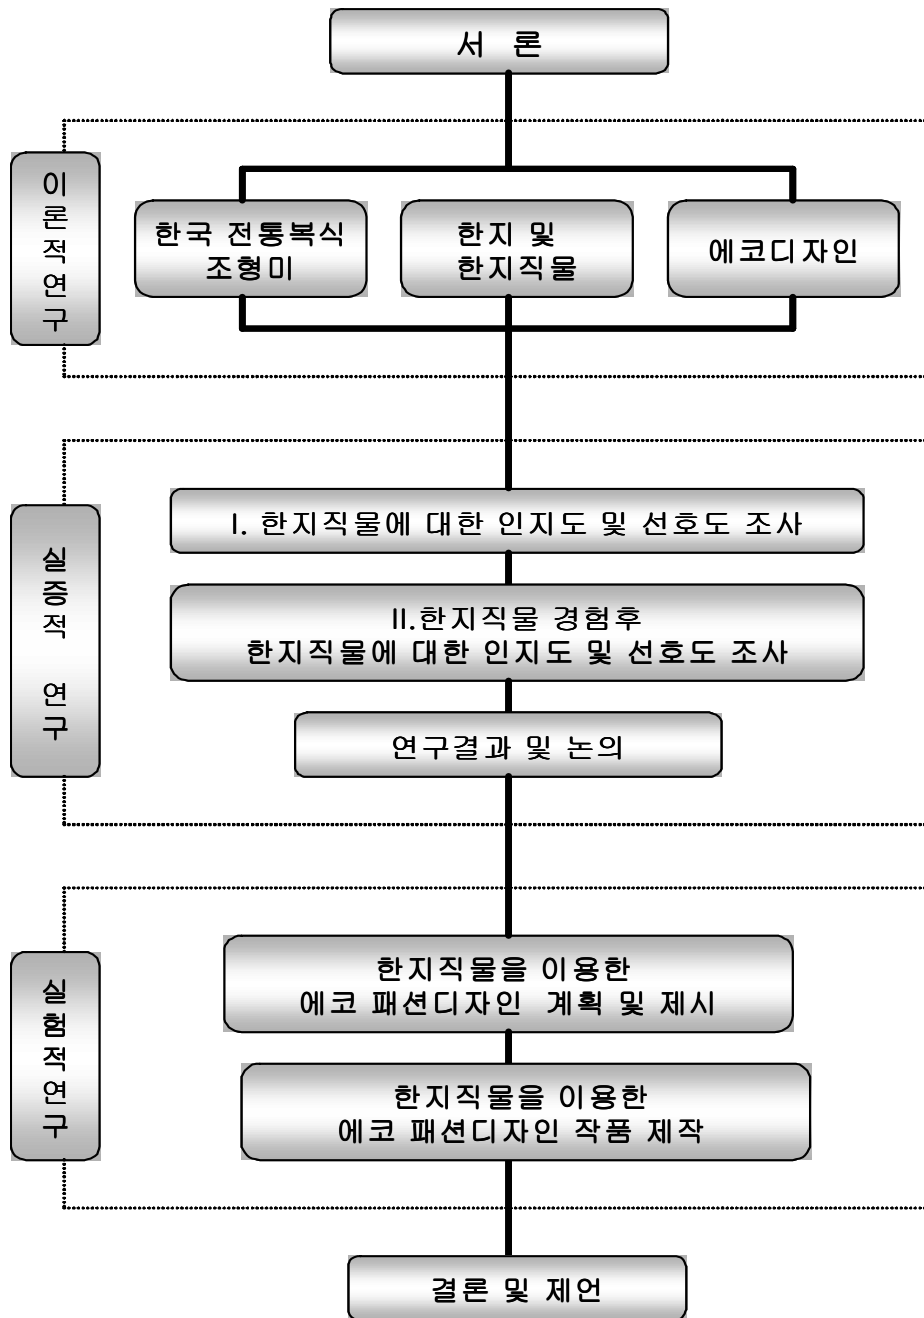 서 론
이론적연구
한국 전통복식
조형미
한지 및
한지직물
에코디자인
실증적 연구
I. 한지직물에 대한 인지도 및 선호도 조사
II.한지직물 경험후
한지직물에 대한 인지도 및 선호도 조사
연구결과 및 논의
실험적연구
한지직물을 이용한
에코 패션디자인 계획 및 제시
한지직물을 이용한
에코 패션디자인 작품 제작
결론 및 제언